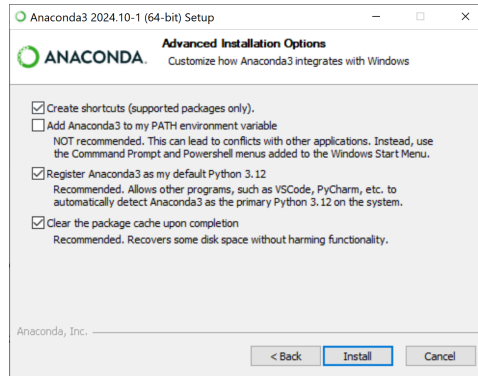 Anaconda3 2024.10-1 (64-bit) Setup
Advanced Installation Options
ANACONDA.
Customize how Anaconda3 integrates with Windows
Create shortcuts (supported packages only).
Add Anaconda3 to my PATH environment variable
NOT recommended. This can lead to conflicts with other applications. Instead, use
the Commmand Prompt and Powershell menus added to the Windows Start Menu.
Register Anaconda3 as my default Python 3.12
Recommended. Allows other programs, such as VSCode, PyCharm, etc. to
automatically detect Anaconda3 as the primary Python 3.12 on the system.
Clear the package cache upon completion
Recommended. Recovers some disk space without harming functionality.
Anaconda, Inc.
< Back
Install
Cancel